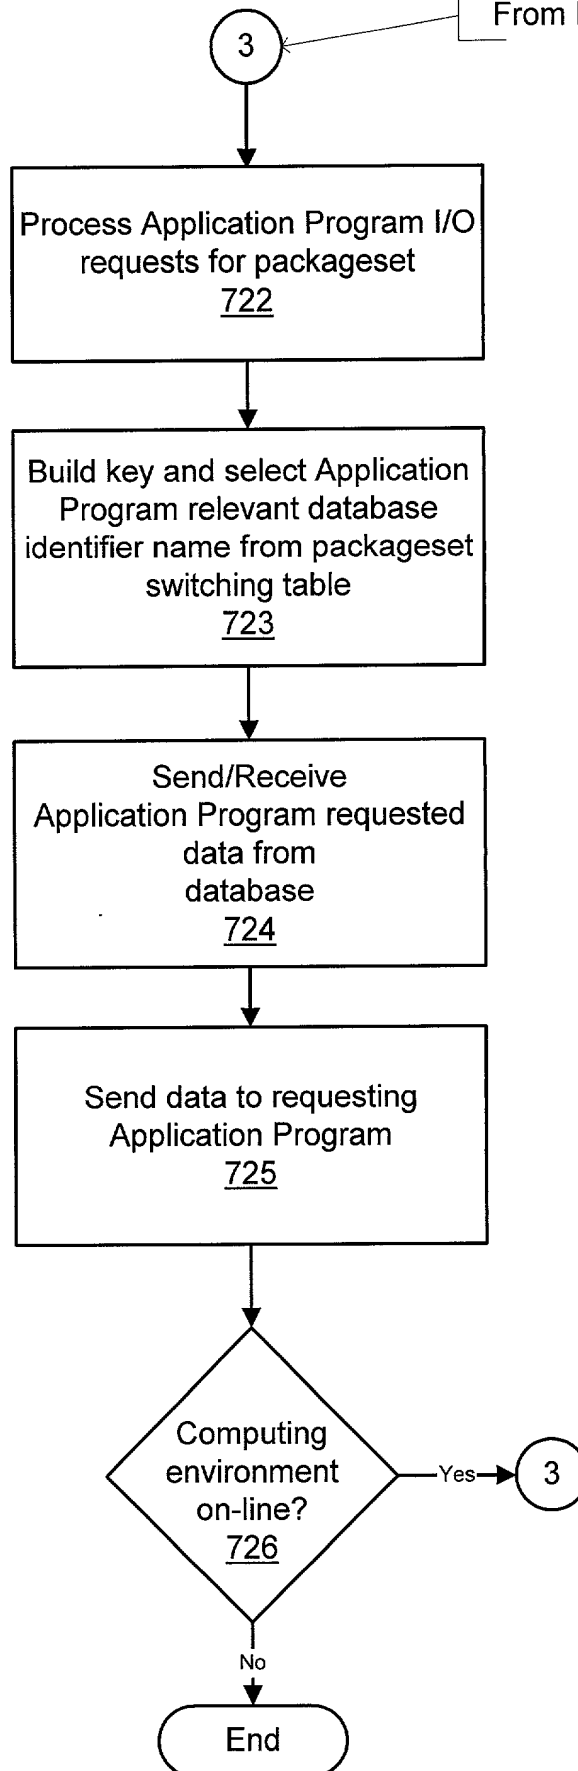 From
3
Process Application Program I/O
requests for packageset
722
Build key and select Application
Program relevant database
identifier name from packageset
switching table
723
Send/Receive
Application Program requested
data from
database
724
Send data to requesting
Application Program
725
Computing
environment
on-line?
726
Yes
3
No
End